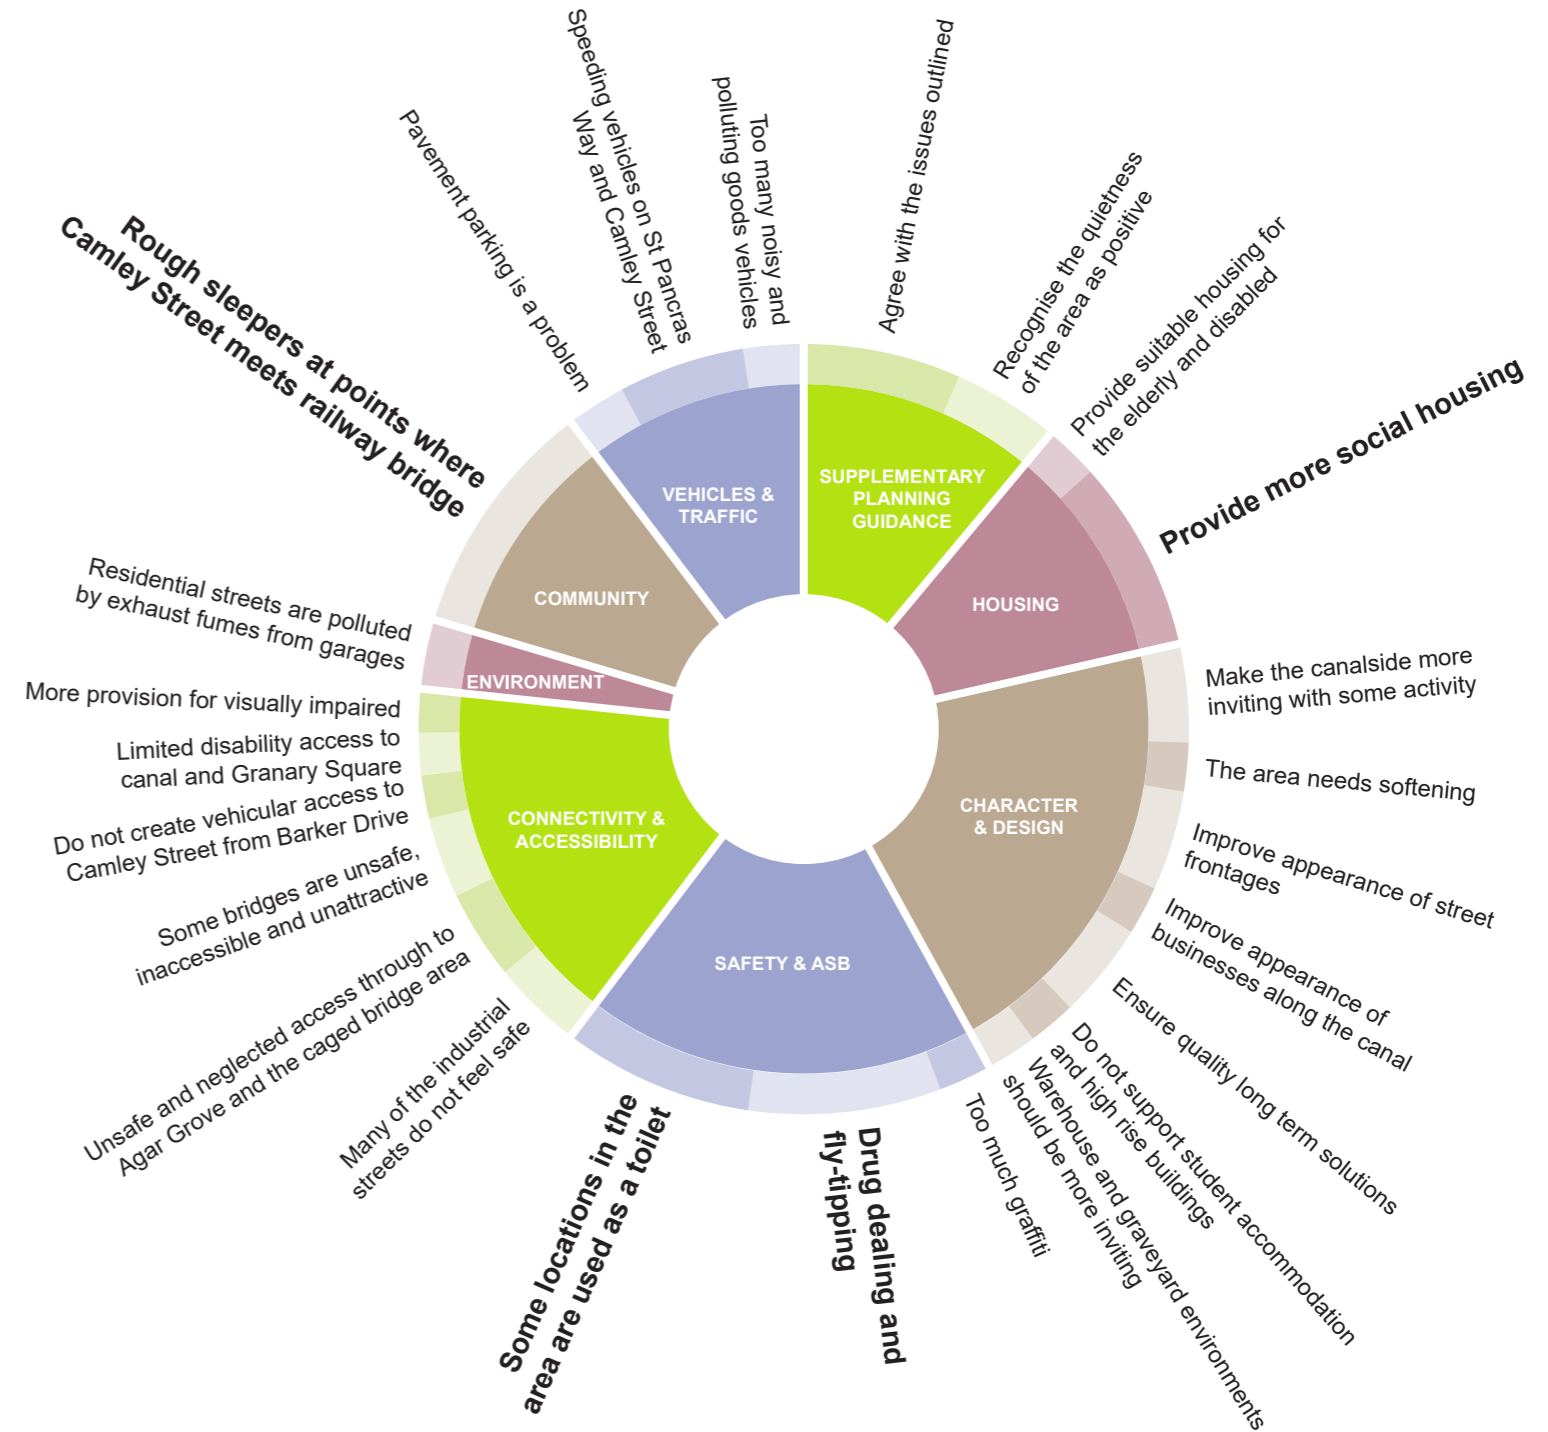 SUPPLEMENTARY
PLANNING
GUIDANCE
Agree with the issues outlined
Recognise the quietness
of the area as positive
HOUSING
Provide suitable housing for
the elderly and disabled
Provide more social housing
CHARACTER
& DESIGN
Make the canalside more
inviting with some activity
The area needs softening
Improve appearance of street
frontages
Improve appearance of
businesses along the canal
Ensure quality long term solutions
Do not support student accommodation
and high rise buildings
Warehouse and graveyard environments
should be more inviting
SAFETY & ASB
Too much graffiti
Drug dealing and
fly-tipping
Some locations in the
area are used as a toilet
CONNECTIVITY &
ACCESSIBILITY
Many of the industrial
streets do not feel safe
Unsafe and neglected access through to
Agar Grove and the caged bridge area
Some bridges are unsafe,
inaccessible and unattractive
Do not create vehicular access to
Camley Street from Barker Drive
Limited disability access to
canal and Granary Square
More provision for visually impaired
ENVIRONMENT
Residential streets are polluted
by exhaust fumes from garages
COMMUNITY
Rough sleepers at points where
Camley Street meets railway bridge
VEHICLES &
TRAFFIC
Pavement parking is a problem
Speeding vehicles on St Pancras
Way and Camley Street
Too many noisy and
polluting goods vehicles